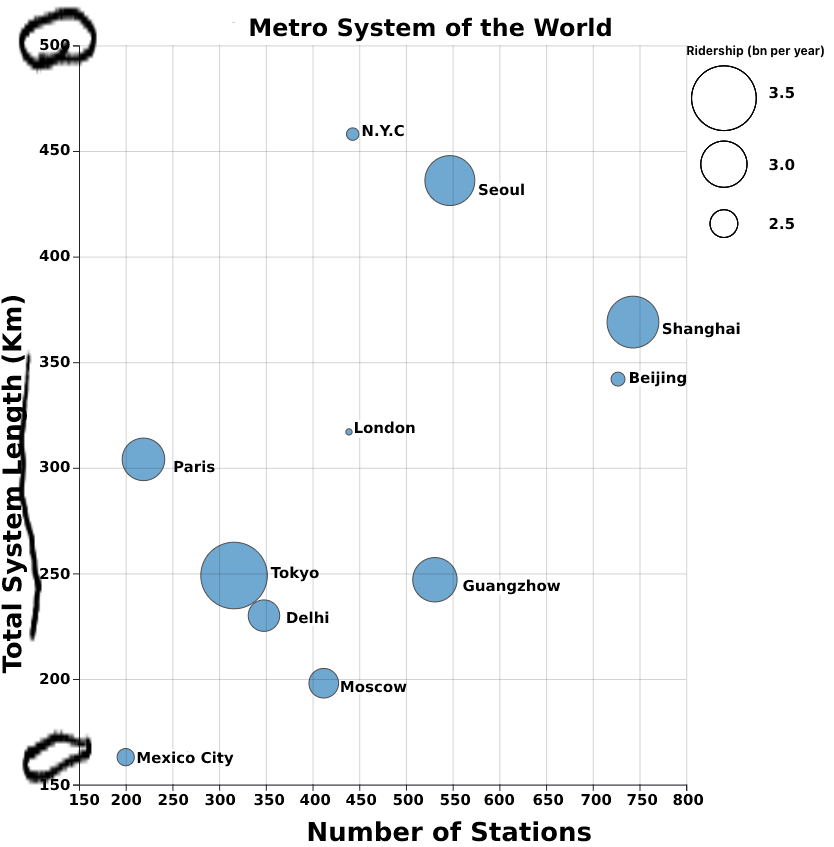 Metro System of the World
Ridership (bn per year)
3.5
3.0
2.5
500
450
400
350
300
250
200
150
Total System Length (Km)
N.Y.C
Seoul
Shanghai
Beijing
London
Paris
Tokyo
Guangzhow
Delhi
Moscow
Mexico City
150 200 250 300 350 400 450 500 550 600 650 700 750 800
Number of Stations